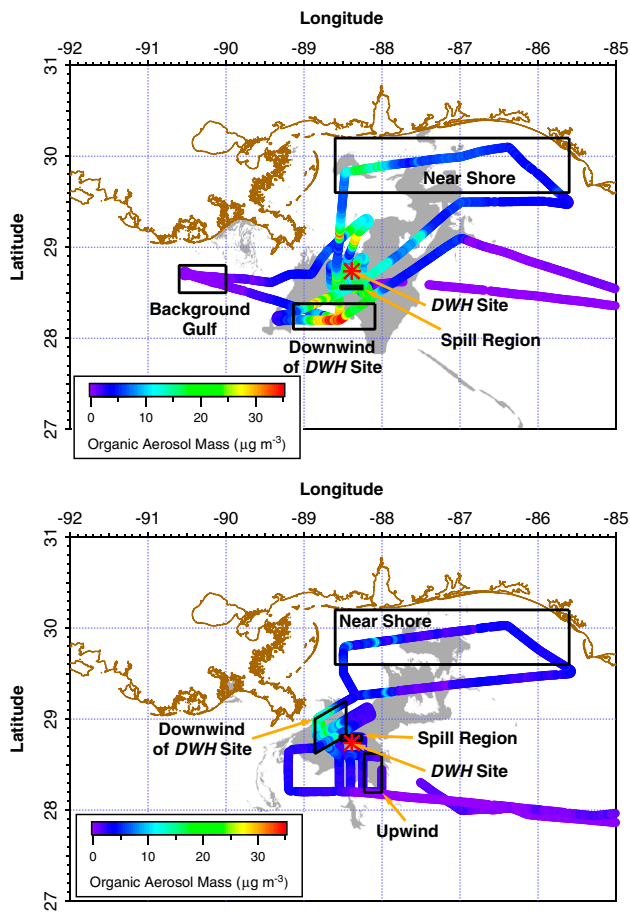 Longitude
-92 -91 -90 -89 -88 -87 -86 -85
31
30
29
28
27
Latitude
Near Shore
Background
Gulf
DWH Site
Spill Region
Downwind
of DWH Site
0 10 20 30
Organic Aerosol Mass (µg m-3)
Longitude
-92 -91 -90 -89 -88 -87 -86 -85
31
30
29
28
27
Latitude
Near Shore
Downwind
of DWH Site
Spill Region
DWH Site
Upwind
0 10 20 30
Organic Aerosol Mass (µg m-3)